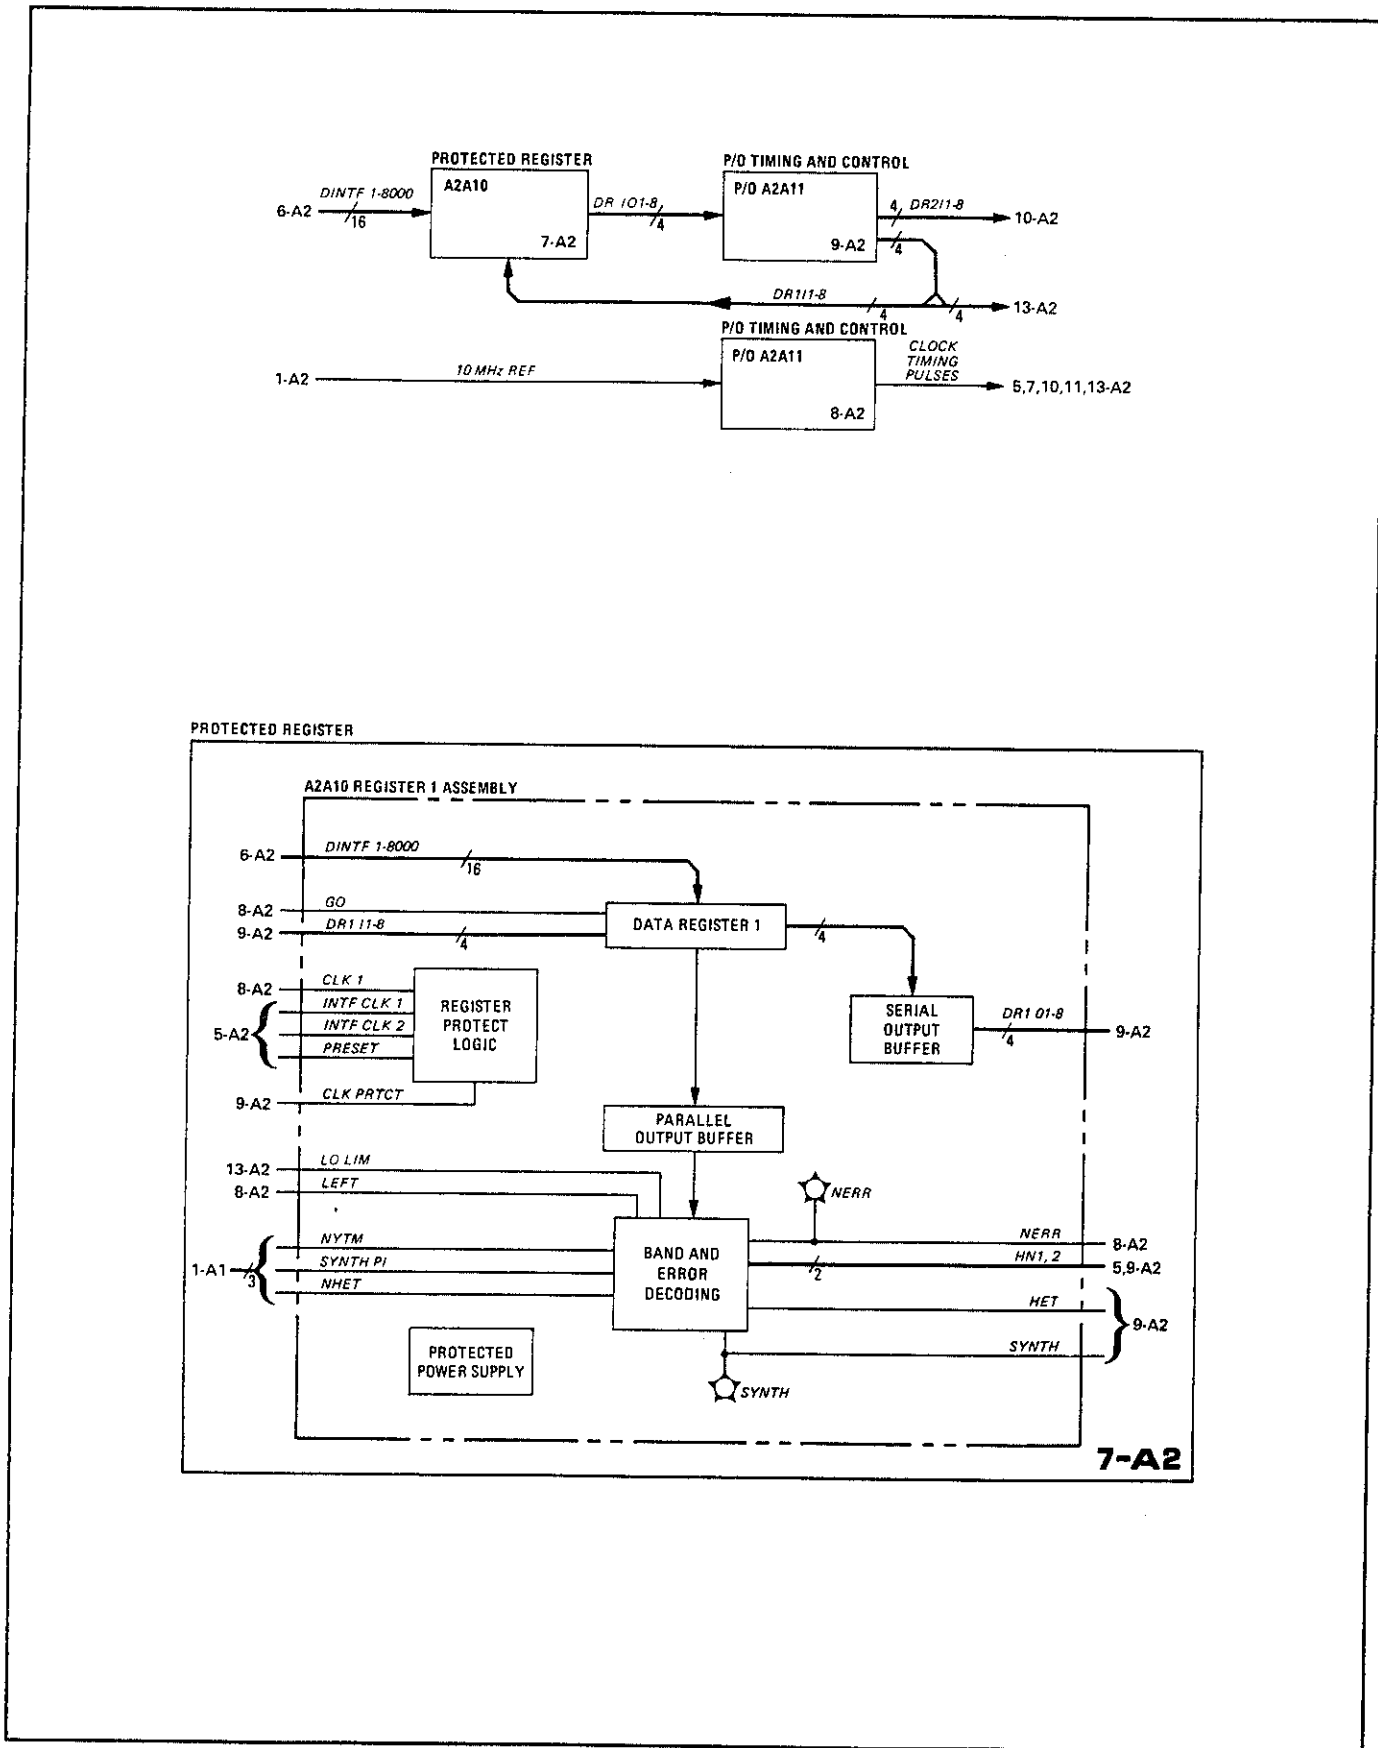 PROTECTED REGISTER
P/O TIMING AND CONTROL
A2A10
P/O A2A11
DINTF 1-8000
6-A2
16
DR 1O1-8
4
4
DR2I1-8
10-A2
7-A2
9-A2
4
DR1I1-8
4
4
13-A2
P/O TIMING AND CONTROL
P/O A2A11
CLOCK
TIMING
PULSES
1-A2
10 MHz REF
5,7,10,11,13-A2
8-A2
PROTECTED REGISTER
A2A10 REGISTER 1 ASSEMBLY
6-A2
DINTF 1-8000
16
8-A2
GO
9-A2
DR1 I1-8
4
DATA REGISTER 1
4
8-A2
CLK 1
INTF CLK 1
5-A2
INTF CLK 2
PRESET
REGISTER
PROTECT
LOGIC
SERIAL
OUTPUT
BUFFER
DR1 01-8
4
9-A2
9-A2
CLK PRTCT
PARALLEL
OUTPUT BUFFER
13-A2
LO LIM
8-A2
LEFT
NERR
NYTM
1-A1
3
SYNTH PI
NHET
BAND AND
ERROR
DECODING
NERR
8-A2
2
HN1, 2
5,9-A2
HET
9-A2
SYNTH
PROTECTED
POWER SUPPLY
SYNTH
7-A2